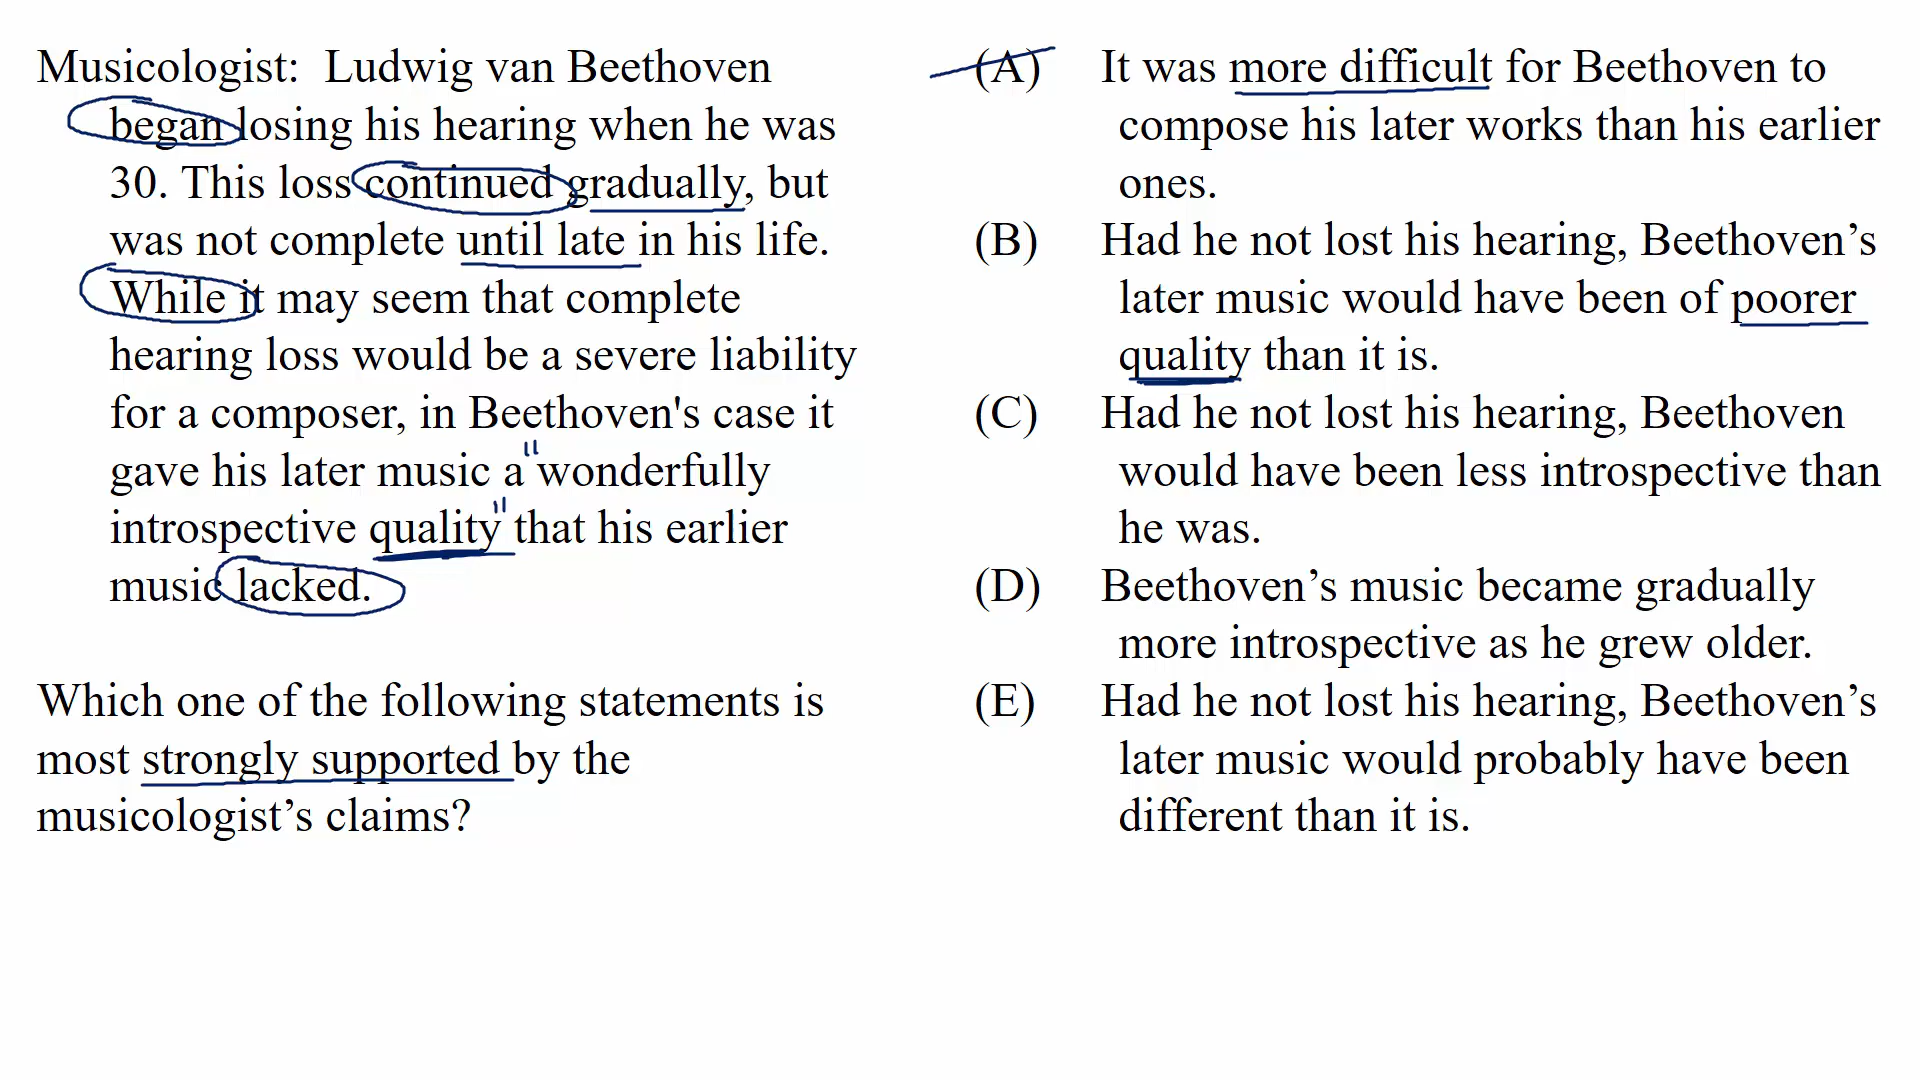 Musicologist: Ludwig van Beethoven
began losing his hearing when he was
30. This loss continued gradually, but
was not complete until late in his life.
While it may seem that complete
hearing loss would be a severe liability
for a composer, in Beethoven's case it
gave his later music a "wonderfully
introspective quality" that his earlier
music lacked.
Which one of the following statements is
most strongly supported by the
musicologist’s claims?
(A) It was more difficult for Beethoven to
compose his later works than his earlier
ones.
(B) Had he not lost his hearing, Beethoven’s
later music would have been of poorer
quality than it is.
(C) Had he not lost his hearing, Beethoven
would have been less introspective than
he was.
(D) Beethoven’s music became gradually
more introspective as he grew older.
(E) Had he not lost his hearing, Beethoven’s
later music would probably have been
different than it is.